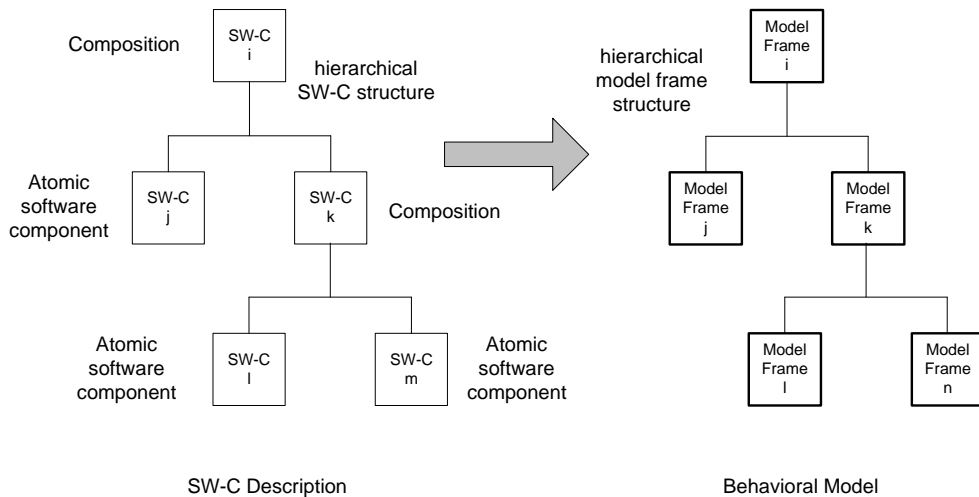 Composition
SW-C
i
hierarchical
SW-C structure
Atomic
software
component
SW-C
j
SW-C
k
Composition
Atomic
software
component
SW-C
l
SW-C
m
Atomic
software
component
SW-C Description
hierarchical
model frame
structure
Model
Frame
i
Model
Frame
j
Model
Frame
k
Model
Frame
l
Model
Frame
n
Behavioral Model